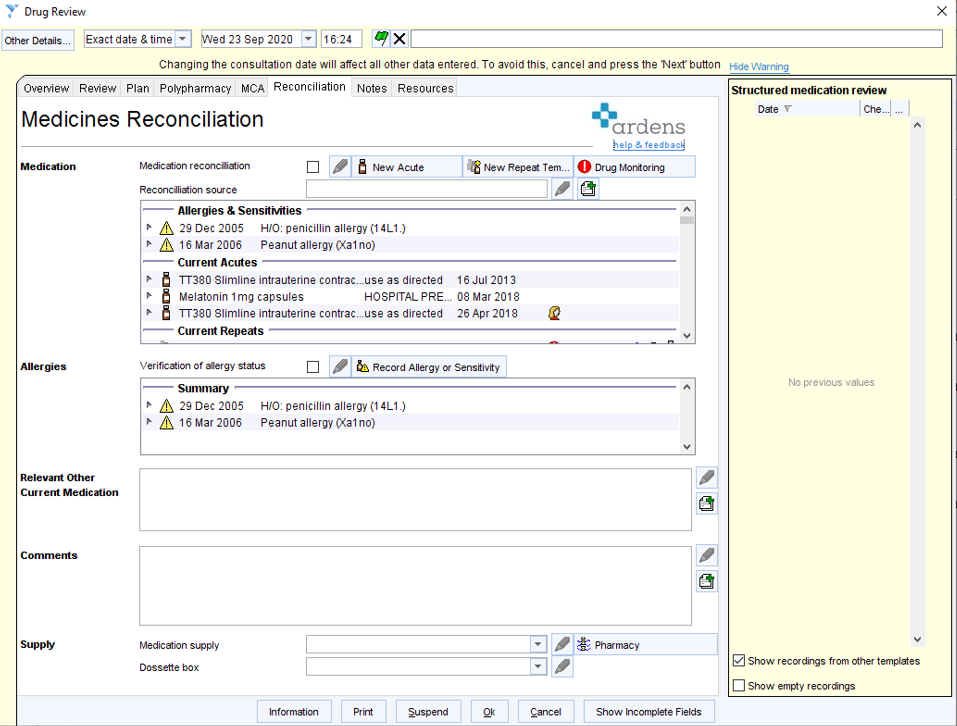 Drug Review
Other Details... Exact date & time Wed 23 Sep 2020 16:24
Changing the consultation date will affect all other data entered. To avoid this, cancel and press the 'Next' button Hide Warning
Overview Review Plan Polypharmacy MCA Reconciliation Notes Resources
Medicines Reconciliation
ardens
help & feedback
Medication Medication reconcilliation New Acute New Repeat Tem... Drug Monitoring
Reconcilliation source
Allergies & Sensitivities
29 Dec 2005 H/O: penicillin allergy (14L1.)
16 Mar 2006 Peanut allergy (Xa1no)
Current Acutes
TT380 Slimline intrauterine contrac...use as directed 16 Jul 2013
Melatonin 1mg capsules HOSPITAL PRE... 08 Mar 2018
TT380 Slimline intrauterine contrac...use as directed 26 Apr 2018
Current Repeats
Allergies Verification of allergy status Record Allergy or Sensitivity
Summary
29 Dec 2005 H/O: penicillin allergy (14L1.)
16 Mar 2006 Peanut allergy (Xa1no)
Relevant Other
Current Medication
Comments
Supply Medication supply Pharmacy
Dossette box
Information Print Suspend Ok Cancel Show Incomplete Fields
Structured medication review
Date Che... ...
No previous values
Show recordings from other templates
Show empty recordings